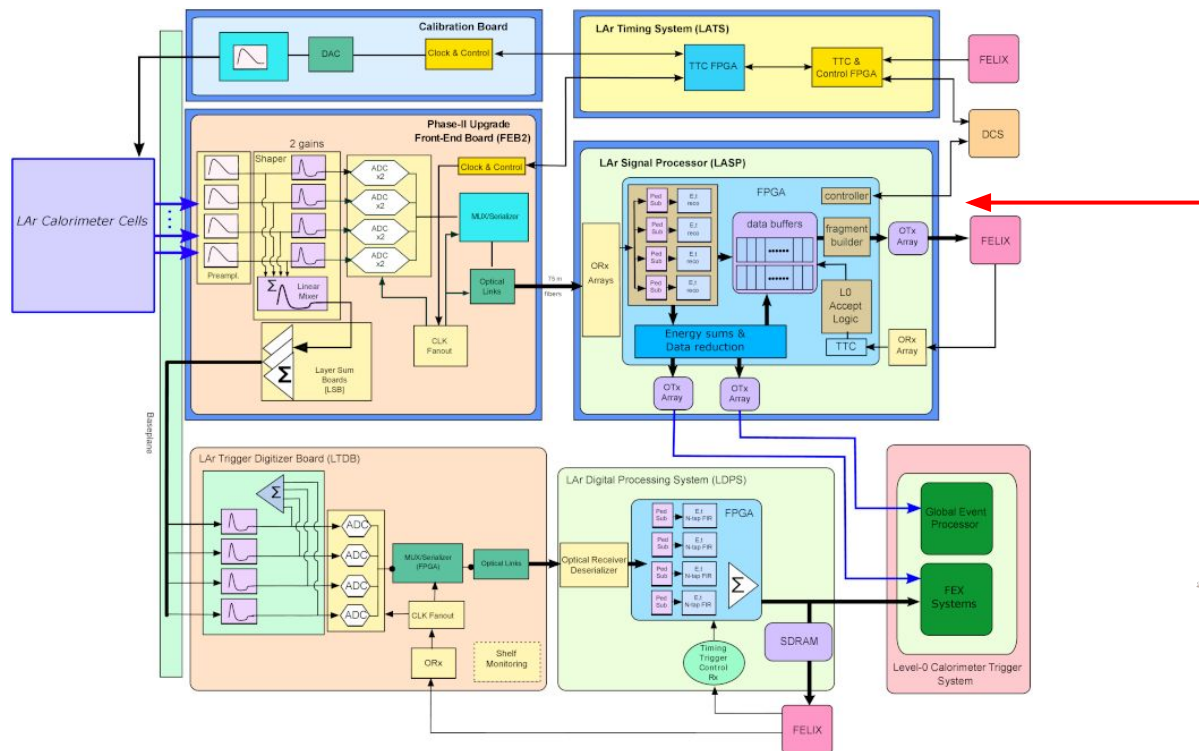 Calibration Board
DAC
Clock & Control
LAr Timing System (LATS)
TTC FPGA
TTC &
Control FPGA
FELIX
DCS
Phase-II Upgrade
Front-End Board (FEB2)
2 gains
Shaper
Preampl.
ADC
x2
ADC
x2
ADC
x2
ADC
x2
Clock & Control
MUX/Serializer
Optical
Links
Σ
Linear
Mixer
CLK
Fanout
Σ
Layer Sum
Boards
[LSB]
LAr Calorimeter Cells
Baseplane
LAr Signal Processor (LASP)
FPGA
controller
ORx
Arrays
Ped
Sub
E,t
reco
Ped
Sub
E,t
reco
Ped
Sub
E,t
reco
Ped
Sub
E,t
reco
data buffers
fragment
builder
OTx
Array
FELIX
L0
Accept
Logic
TTC
ORx
Array
Energy sums &
Data reduction
OTx
Array
OTx
Array
LAr Trigger Digitizer Board (LTDB)
Σ
ADC
ADC
ADC
ADC
MUX/Serializer
(FPGA)
Optical Links
CLK Fanout
ORx
Shelf
Monitoring
LAr Digital Processing System (LDPS)
Optical Receiver
Deserializer
FPGA
Ped
Sub
E,t
N-tap FIR
Ped
Sub
E,t
N-tap FIR
Ped
Sub
E,t
N-tap FIR
Ped
Sub
E,t
N-tap FIR
Σ
Timing
Trigger
Control
Rx
SDRAM
FELIX
Global Event
Processor
FEX
Systems
Level-0 Calorimeter Trigger
System